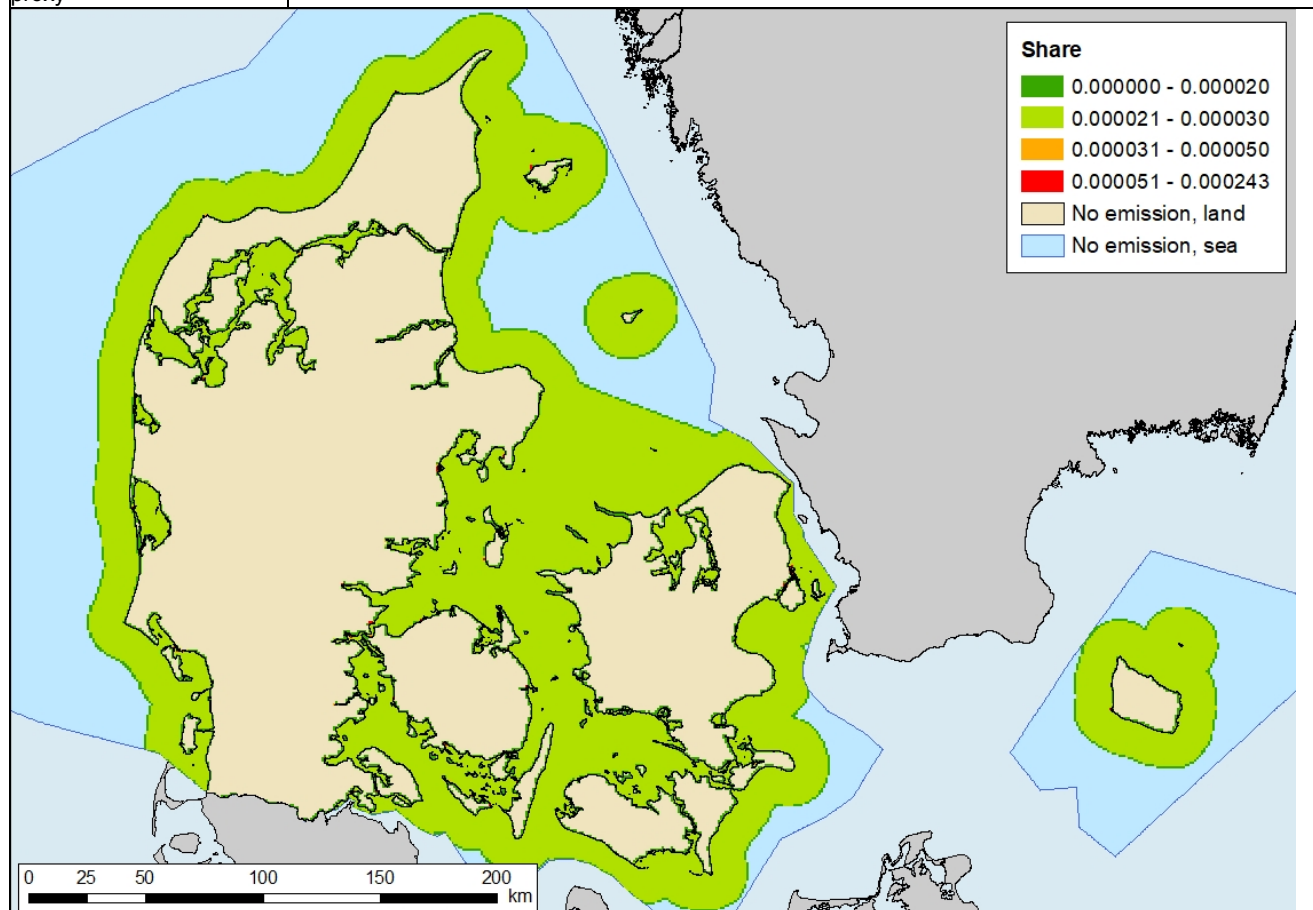 proxy
Share
0.000000 - 0.000020
0.000021 - 0.000030
0.000031 - 0.000050
0.000051 - 0.000243
No emission, land
No emission, sea
0 25 50 100 150 200
km